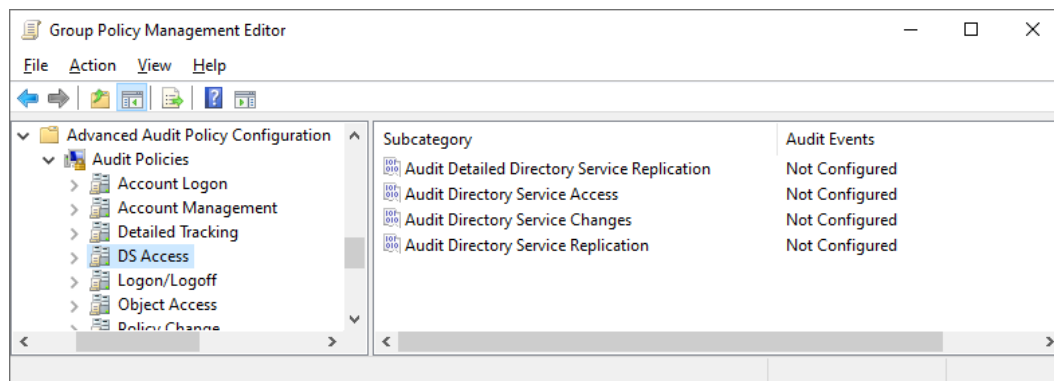 Group Policy Management Editor
File Action View Help
Advanced Audit Policy Configuration
Audit Policies
Account Logon
Account Management
Detailed Tracking
DS Access
Logon/Logoff
Object Access
Policy Change
Subcategory Audit Events
Audit Detailed Directory Service Replication Not Configured
Audit Directory Service Access Not Configured
Audit Directory Service Changes Not Configured
Audit Directory Service Replication Not Configured